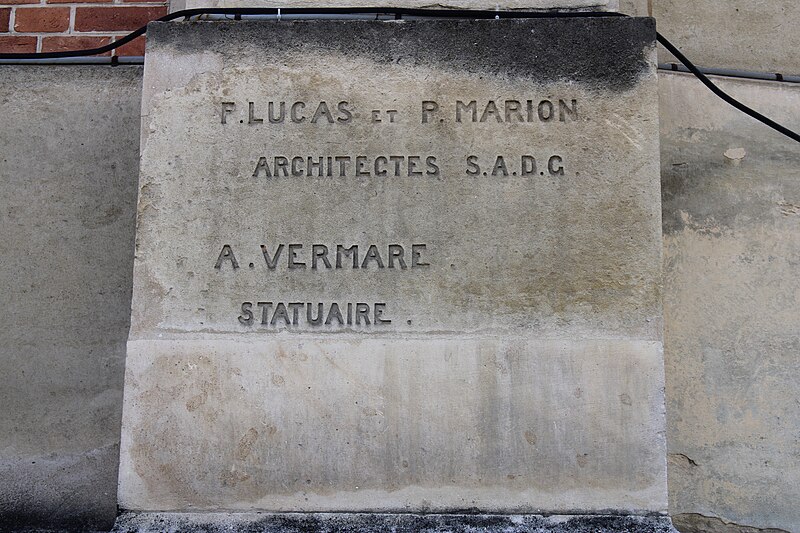 F. LUCAS ET P. MARION.
ARCHITECTES S.A.D.G.
A. VERMARE.
STATUAIRE.